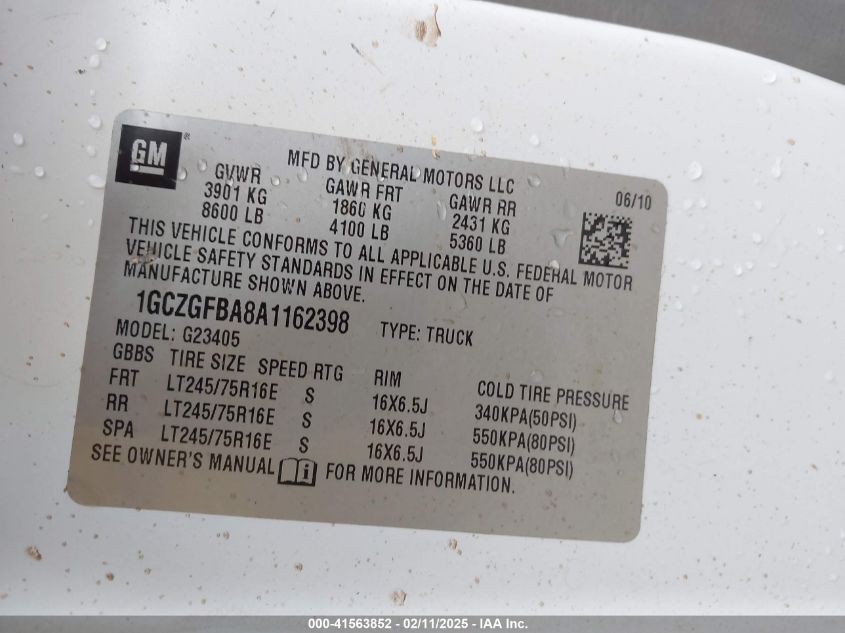 GM ®
MFD BY GENERAL MOTORS LLC
06/10
GVWR GAWR FRT GAWR RR
3901 KG 1860 KG 2431 KG
8600 LB 4100 LB 5360 LB
THIS VEHICLE CONFORMS TO ALL APPLICABLE U.S. FEDERAL MOTOR
VEHICLE SAFETY STANDARDS IN EFFECT ON THE DATE OF
MANUFACTURE SHOWN ABOVE.
1GCZGFBA8A1162398 TYPE: TRUCK
MODEL: G23405
GBBS TIRE SIZE SPEED RTG RIM COLD TIRE PRESSURE
FRT LT245/75R16E S 16X6.5J 340KPA(50PSI)
RR LT245/75R16E S 16X6.5J 550KPA(80PSI)
SPA LT245/75R16E S 16X6.5J 550KPA(80PSI)
SEE OWNER'S MANUAL i FOR MORE INFORMATION.
000-41563852 - 02/11/2025 - IAA Inc.